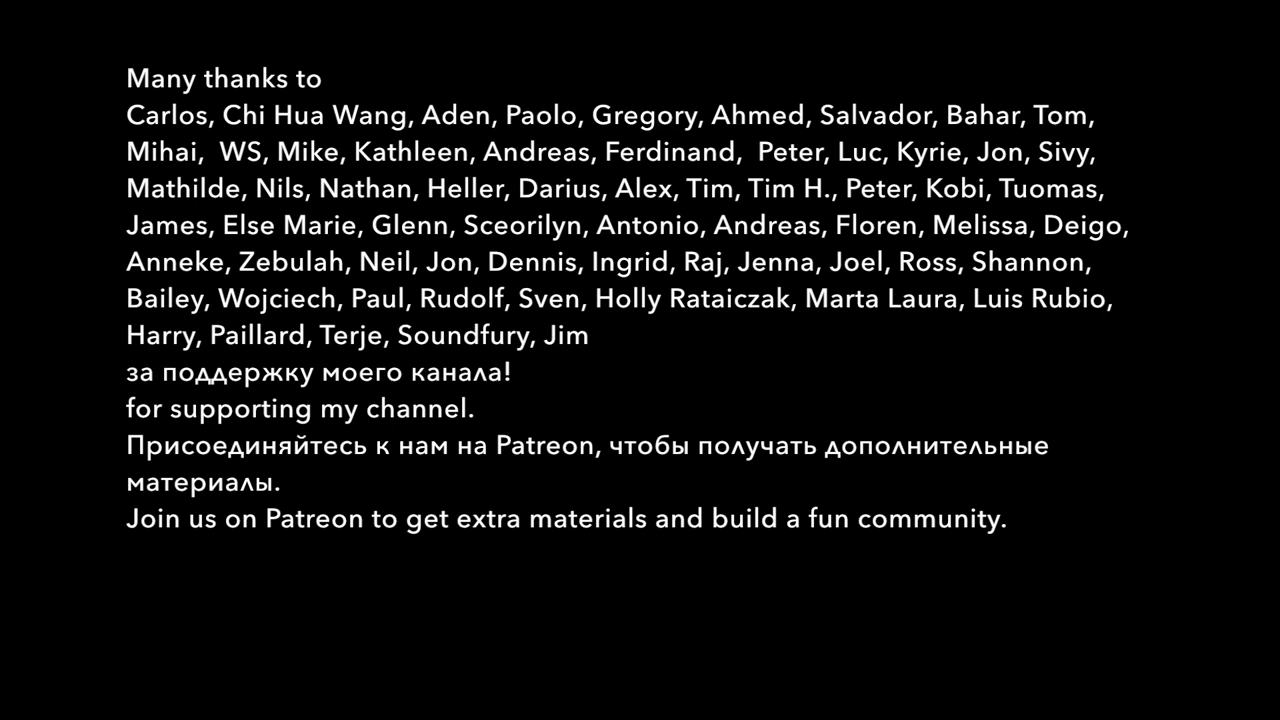 Many thanks to
Carlos, Chi Hua Wang, Aden, Paolo, Gregory, Ahmed, Salvador, Bahar, Tom,
Mihai,  WS, Mike, Kathleen, Andreas, Ferdinand,  Peter, Luc, Kyrie, Jon, Sivy,
Mathilde, Nils, Nathan, Heller, Darius, Alex, Tim, Tim H., Peter, Kobi, Tuomas,
James, Else Marie, Glenn, Sceorilyn, Antonio, Andreas, Floren, Melissa, Deigo,
Anneke, Zebulah, Neil, Jon, Dennis, Ingrid, Raj, Jenna, Joel, Ross, Shannon,
Bailey, Wojciech, Paul, Rudolf, Sven, Holly Rataiczak, Marta Laura, Luis Rubio,
Harry, Paillard, Terje, Soundfury, Jim
за поддержку моего канала!
for supporting my channel.
Присоединяйтесь к нам на Patreon, чтобы получать дополнительные
материалы.
Join us on Patreon to get extra materials and build a fun community.